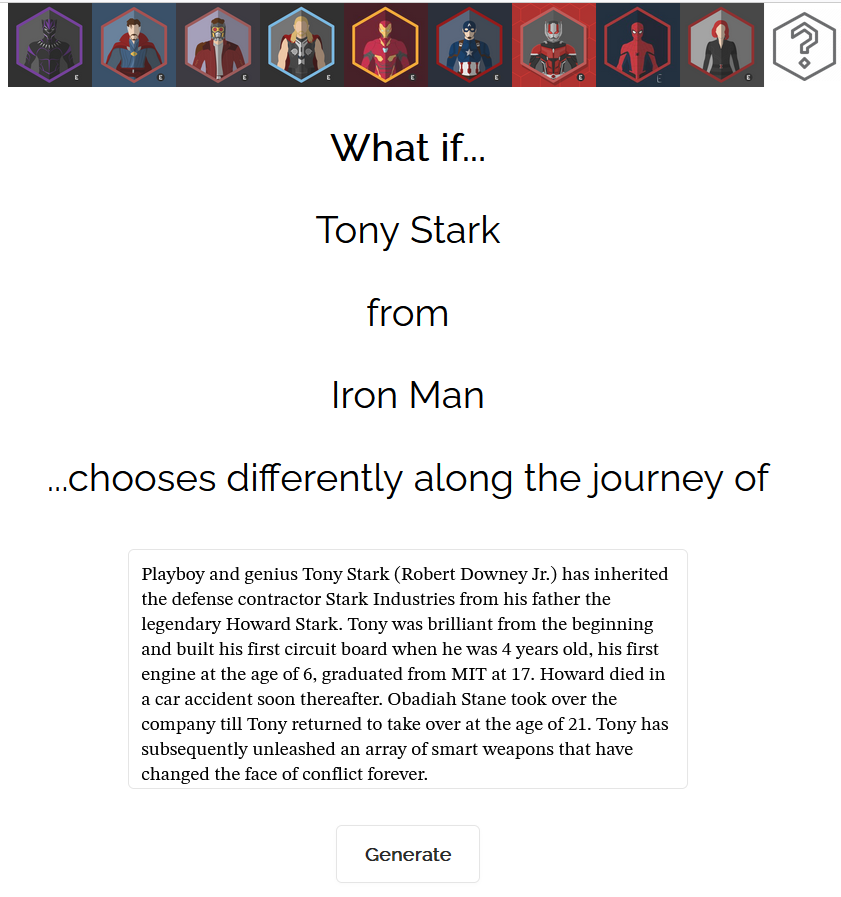 What if...
Tony Stark
from
Iron Man
...chooses differently along the journey of
Playboy and genius Tony Stark (Robert Downey Jr.) has inherited
the defense contractor Stark Industries from his father the
legendary Howard Stark. Tony was brilliant from the beginning
and built his first circuit board when he was 4 years old, his first
engine at the age of 6, graduated from MIT at 17. Howard died in
a car accident soon thereafter. Obadiah Stane took over the
company till Tony returned to take over at the age of 21. Tony has
subsequently unleashed an array of smart weapons that have
changed the face of conflict forever.
Generate